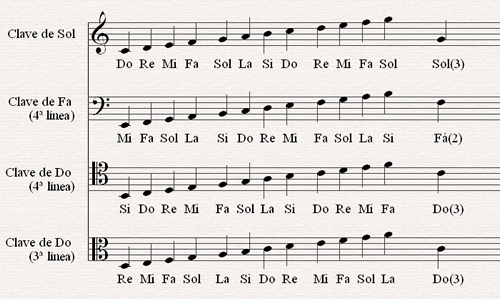 Clave de Sol
Do Re Mi Fa Sol La Si Do Re Mi Fa Sol Sol(3)
Clave de Fa
(4ª linea)
Mi Fa Sol La Si Do Re Mi Fa Sol La Si Fá(2)
Clave de Do
(4ª linea)
Si Do Re Mi Fa Sol La Si Do Re Mi Fa Do(3)
Clave de Do
(3ª linea)
Re Mi Fa Sol La Si Do Re Mi Fa Sol La Do(3)